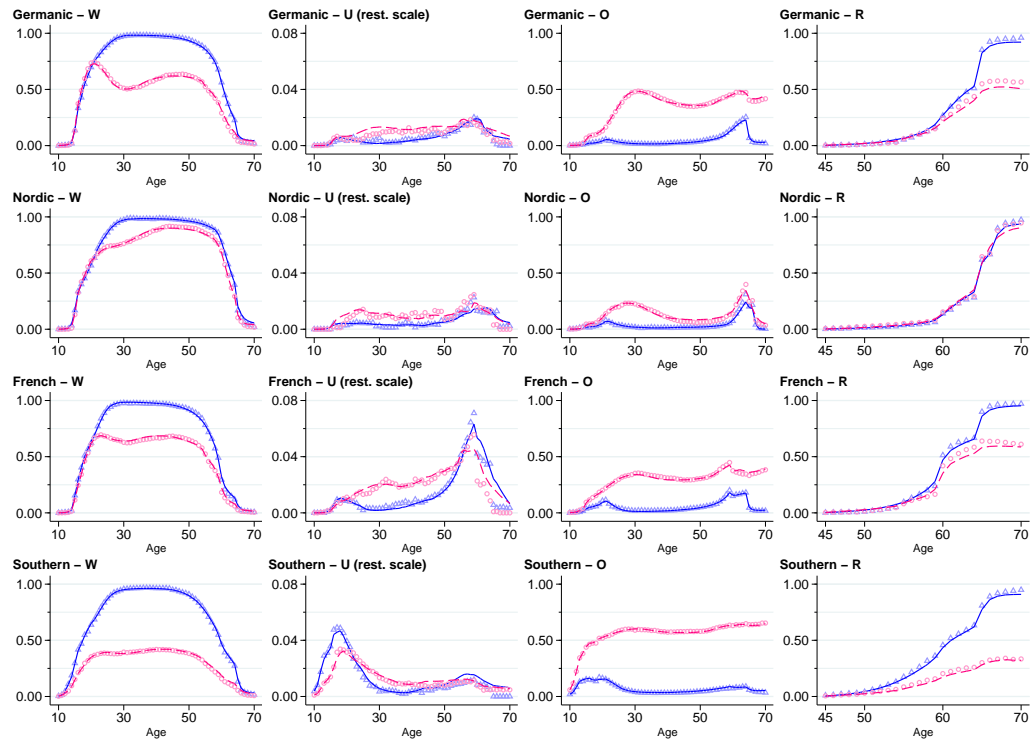 Germanic – W Germanic – U (rest. scale) Germanic – O Germanic – R
1.00 0.08 1.00 1.00
0.50 0.04 0.50 0.50
0.00 0.00 0.00 0.00
10 30 50 70 10 30 50 70 10 30 50 70 45 50 60 70
Age Age Age Age
Nordic – W Nordic – U (rest. scale) Nordic – O Nordic – R
1.00 0.08 1.00 1.00
0.50 0.04 0.50 0.50
0.00 0.00 0.00 0.00
10 30 50 70 10 30 50 70 10 30 50 70 45 50 60 70
Age Age Age Age
French – W French – U (rest. scale) French – O French – R
1.00 0.08 1.00 1.00
0.50 0.04 0.50 0.50
0.00 0.00 0.00 0.00
10 30 50 70 10 30 50 70 10 30 50 70 45 50 60 70
Age Age Age Age
Southern – W Southern – U (rest. scale) Southern – O Southern – R
1.00 0.08 1.00 1.00
0.50 0.04 0.50 0.50
0.00 0.00 0.00 0.00
10 30 50 70 10 30 50 70 10 30 50 70 45 50 60 70
Age Age Age Age